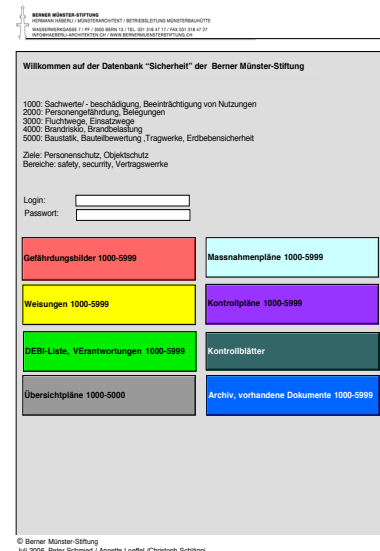 BERNER MÜNSTER-STIFTUNG
HERMANN HÄBERLI / MÜNSTERARCHITEKT / BETRIEBSLEITUNG MÜNSTERBAUHÜTTE
WASSERWERKGASSE 7 / PF / 3000 BERN 13 / TEL. 031 318 47 17 / FAX 031 318 47 27
INFO@HAEBERLI-ARCHITEKTEN.CH / WWW.BERNERMUENSTERSTIFTUNG.CH
Willkommen auf der Datenbank "Sicherheit" der Berner Münster-Stiftung
1000: Sachwerte/ - beschädigung, Beeinträchtigung von Nutzungen
2000: Personengefährdung, Belegungen
3000: Fluchtwege, Einsatzwege
4000: Brandriskio, Brandbelastung
5000: Baustatik, Bauteilbewertung ,Tragwerke, Erdbebensicherheit
Ziele: Personenschutz, Objektschutz
Bereiche: safety, securrity, Vertragswerrke
Login:
Passwort:
Gefährdungsbilder 1000-5999
Massnahmenpläne 1000-5999
Weisungen 1000-5999
Kontrollpläne 1000-5999
DEBI-Liste, VErantwortungen 1000-5999
Kontrollblätter
Übersichtpläne 1000-5000
Archiv, vorhandene Dokumente 1000-5999
© Berner Münster-Stiftung
Juli 2006, Peter Schmied / Annette Loeffel /Christoph Schläppi